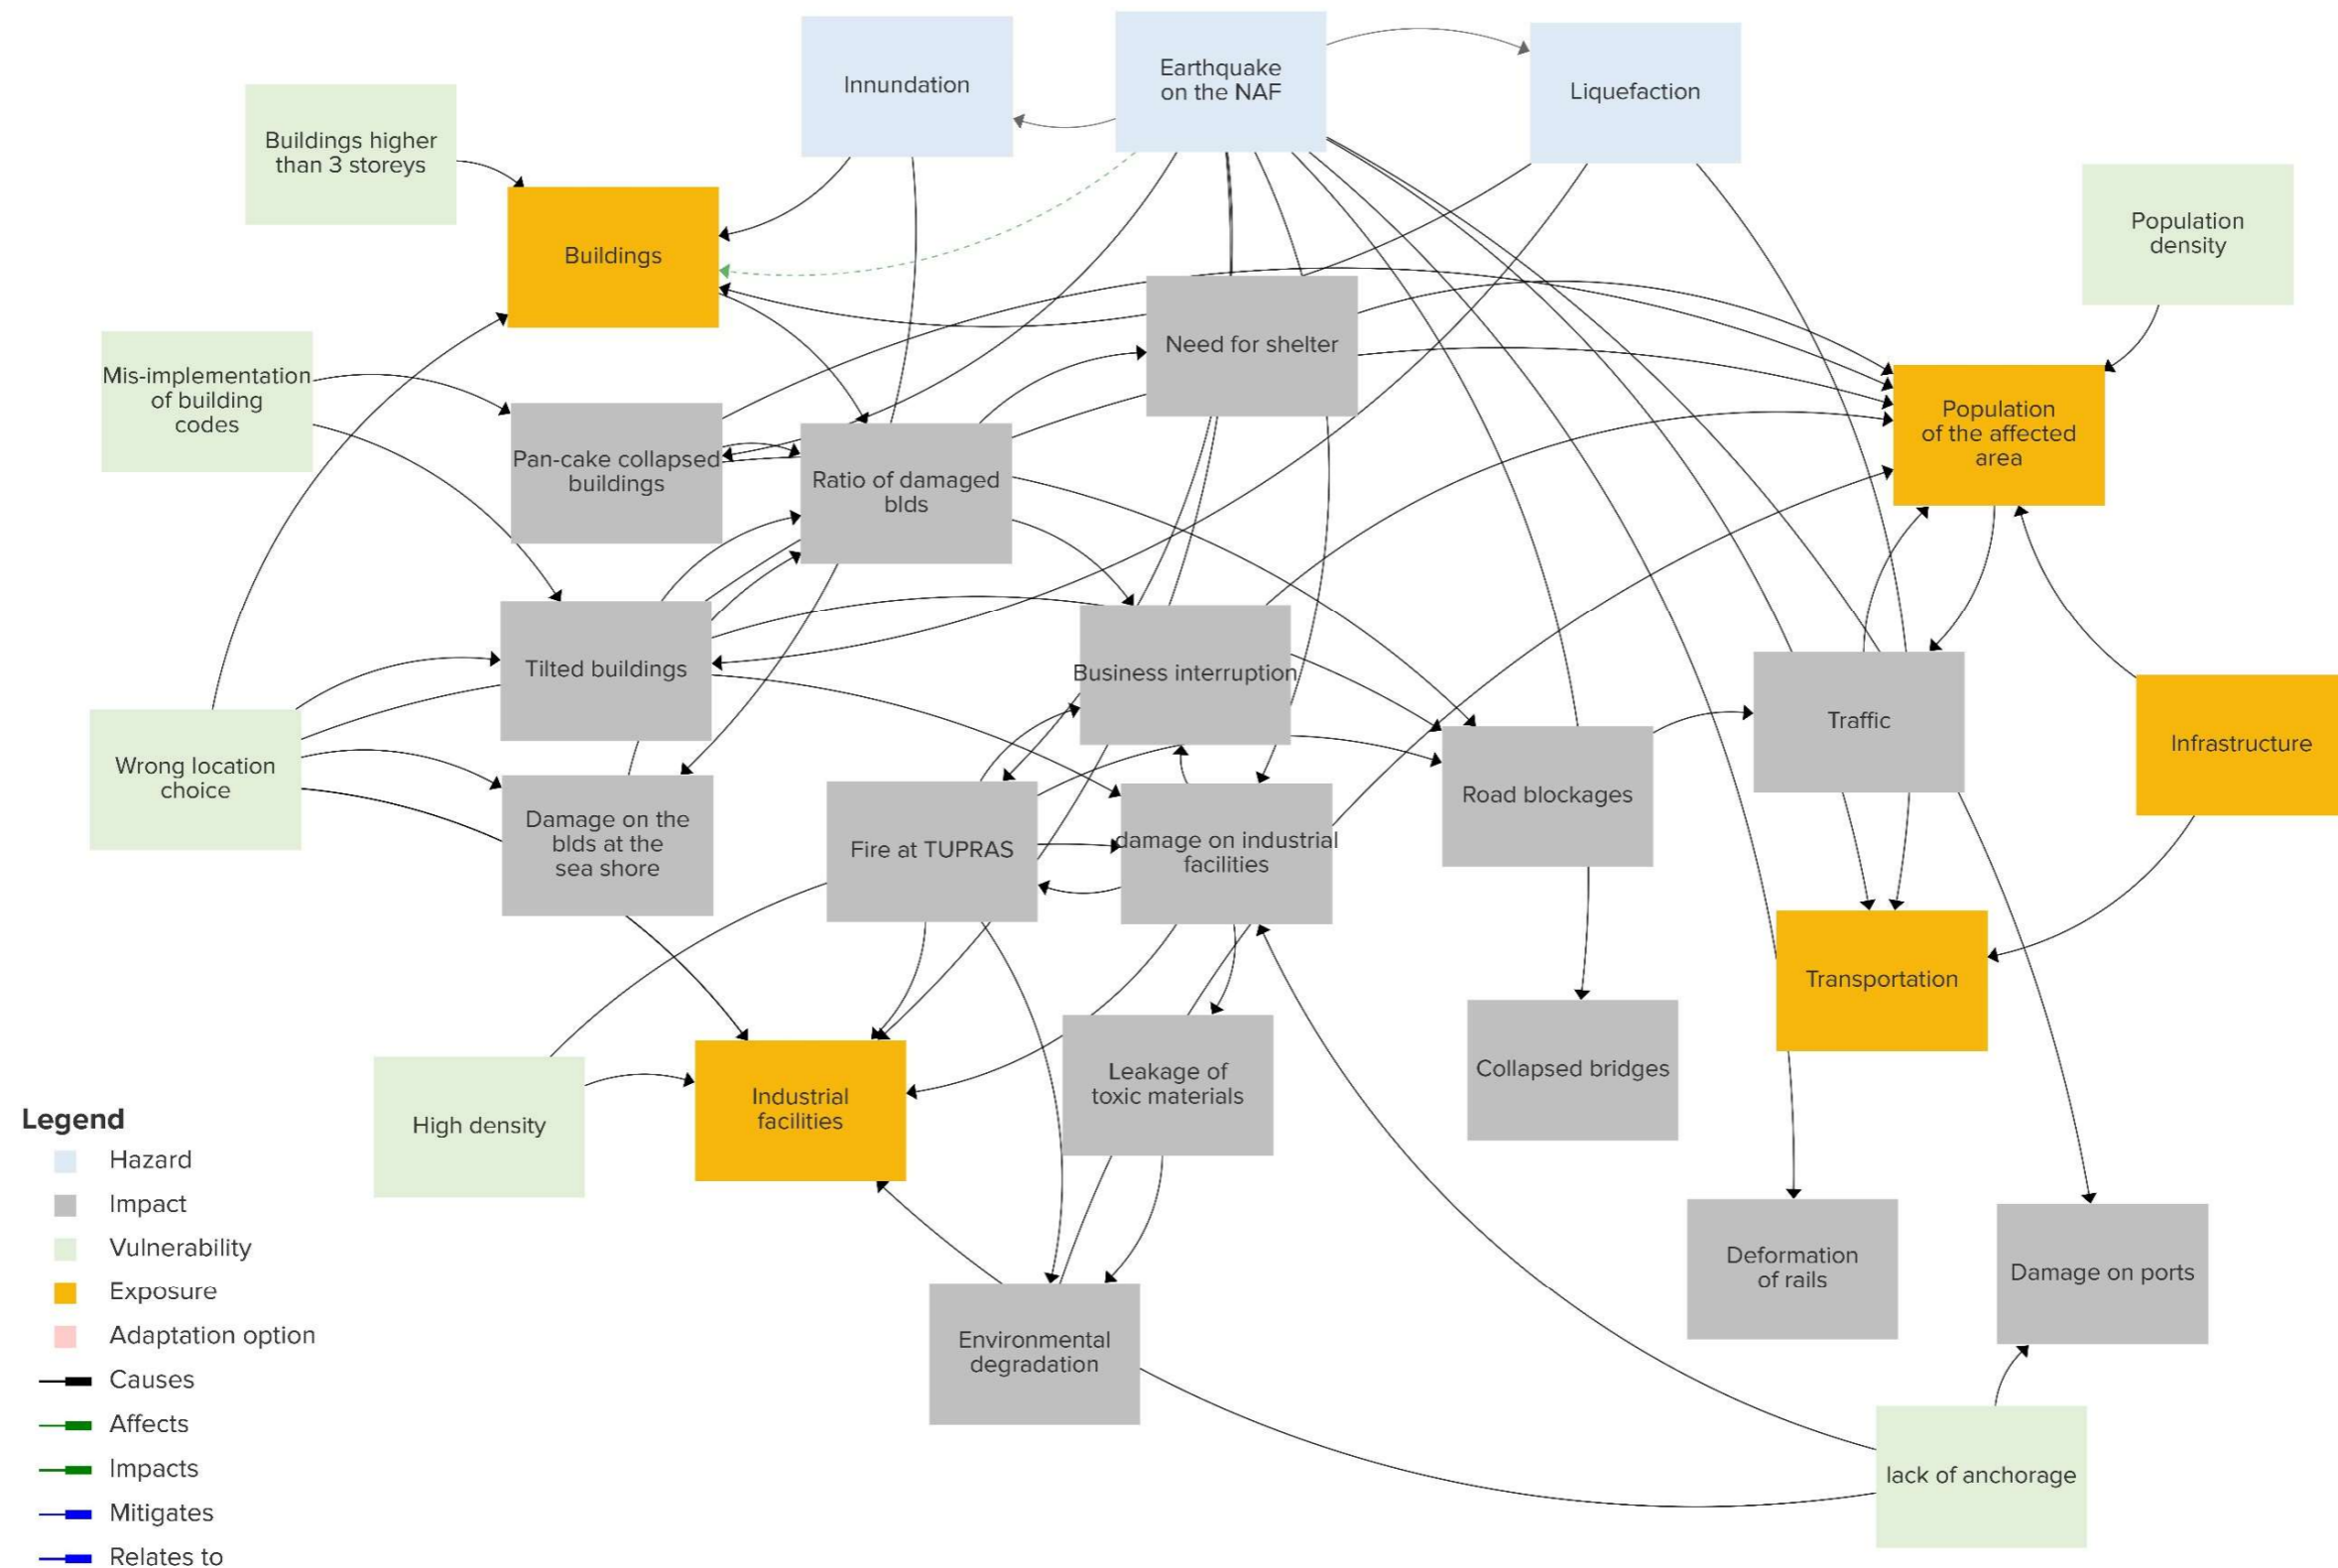 Innundation
Earthquake
on the NAF
Liquefaction
Buildings higher
than 3 storeys
Buildings
Population
density
Need for shelter
Mis-implementation
of building
codes
Pan-cake collapsed
buildings
Ratio of damaged
blds
Population
of the affected
area
Tilted buildings
Business interruption
Traffic
Infrastructure
Wrong location
choice
Damage on the
blds at the
sea shore
Fire at TUPRAS
damage on industrial
facilities
Road blockages
Transportation
Leakage of
toxic materials
Collapsed bridges
Industrial
facilities
High density
Deformation
of rails
Damage on ports
Environmental
degradation
lack of anchorage
Legend
Hazard
Impact
Vulnerability
Exposure
Adaptation option
Causes
Affects
Impacts
Mitigates
Relates to